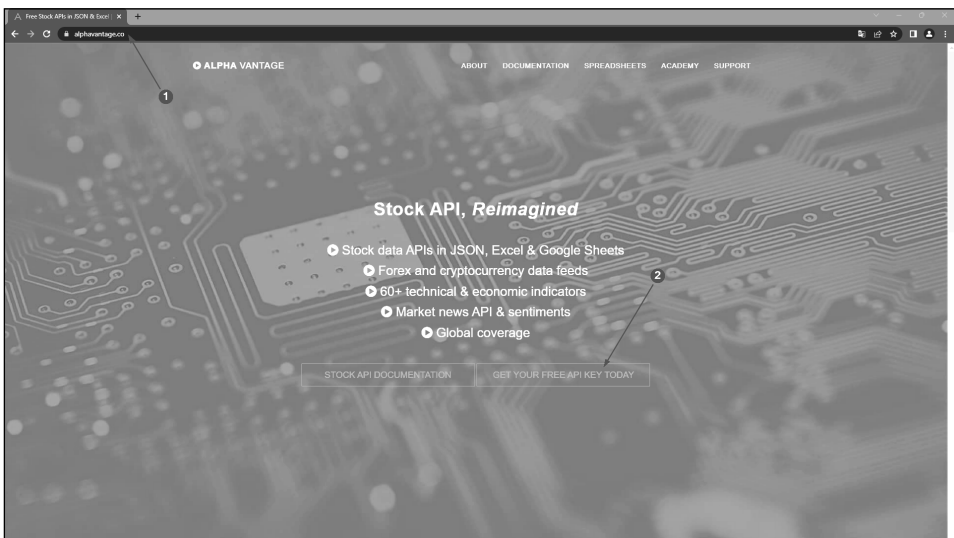 Free Stock APIs in JSON & Excel |
alphavantage.co
1
ALPHA VANTAGE
ABOUT DOCUMENTATION SPREADSHEETS ACADEMY SUPPORT
Stock API, Reimagined
Stock data APIs in JSON, Excel & Google Sheets
Forex and cryptocurrency data feeds
2
60+ technical & economic indicators
Market news API & sentiments
Global coverage
STOCK API DOCUMENTATION GET YOUR FREE API KEY TODAY